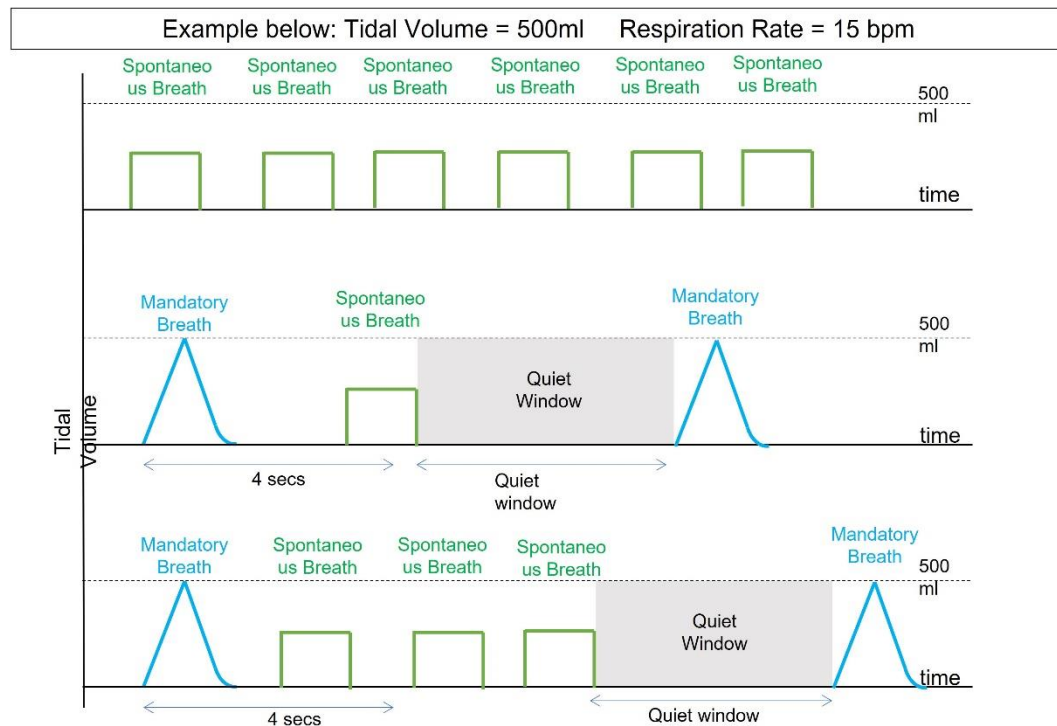 Example below: Tidal Volume = 500ml Respiration Rate = 15 bpm
Spontaneo
us Breath
Spontaneo
us Breath
Spontaneo
us Breath
Spontaneo
us Breath
Spontaneo
us Breath
Spontaneo
us Breath
500
ml
time
Tidal
Volume
Mandatory
Breath
Spontaneo
us Breath
Quiet
Window
Mandatory
Breath
500
ml
time
4 secs
Quiet
window
Mandatory
Breath
Spontaneo
us Breath
Spontaneo
us Breath
Spontaneo
us Breath
Quiet
Window
Mandatory
Breath
500
ml
time
4 secs
Quiet window